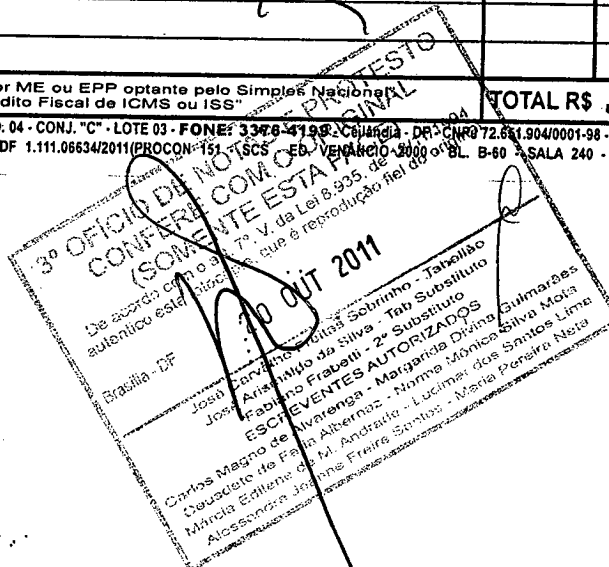 or ME ou EPP optante pelo Simples Nacional"
dito Fiscal de ICMS ou ISS"
TOTAL R$
: 04 - CONJ. "C" - LOTE 03 - FONE: 3376-4199 - Ceilândia - DF - CNPJ 72.651.904/0001-98 -
DF 1.111.06634/2011(PROCON 151 - SCS - ED. VENÂNCIO 2000 - BL. B-60 - SALA 240 -
3º OFÍCIO DE NOTAS E PROTESTO
CONFERE COM O ORIGINAL
(SOMENTE ESTA FACE)
De acordo com o art. 7º, V. da Lei 8.935, de 1994
autentico esta fotocópia, que é reprodução fiel do original
Brasília - DF
20 OUT 2011
José Carvalho Freitas Sobrinho - Tabelião
José Arismaldo da Silva - Tab Substituto
Fabiano Frabetti - 2º Substituto
ESCREVENTES AUTORIZADOS
Carlos Magno de Alvarenga - Margarida Divina Guimarães
Deusdete de Faria Albernaz - Norma Mônica Silva Mota
Márcia Edilene de M. Andrade - Lucimar dos Santos Lima
Alessandra Joanne Freire Santos - Maria Pereira Neta